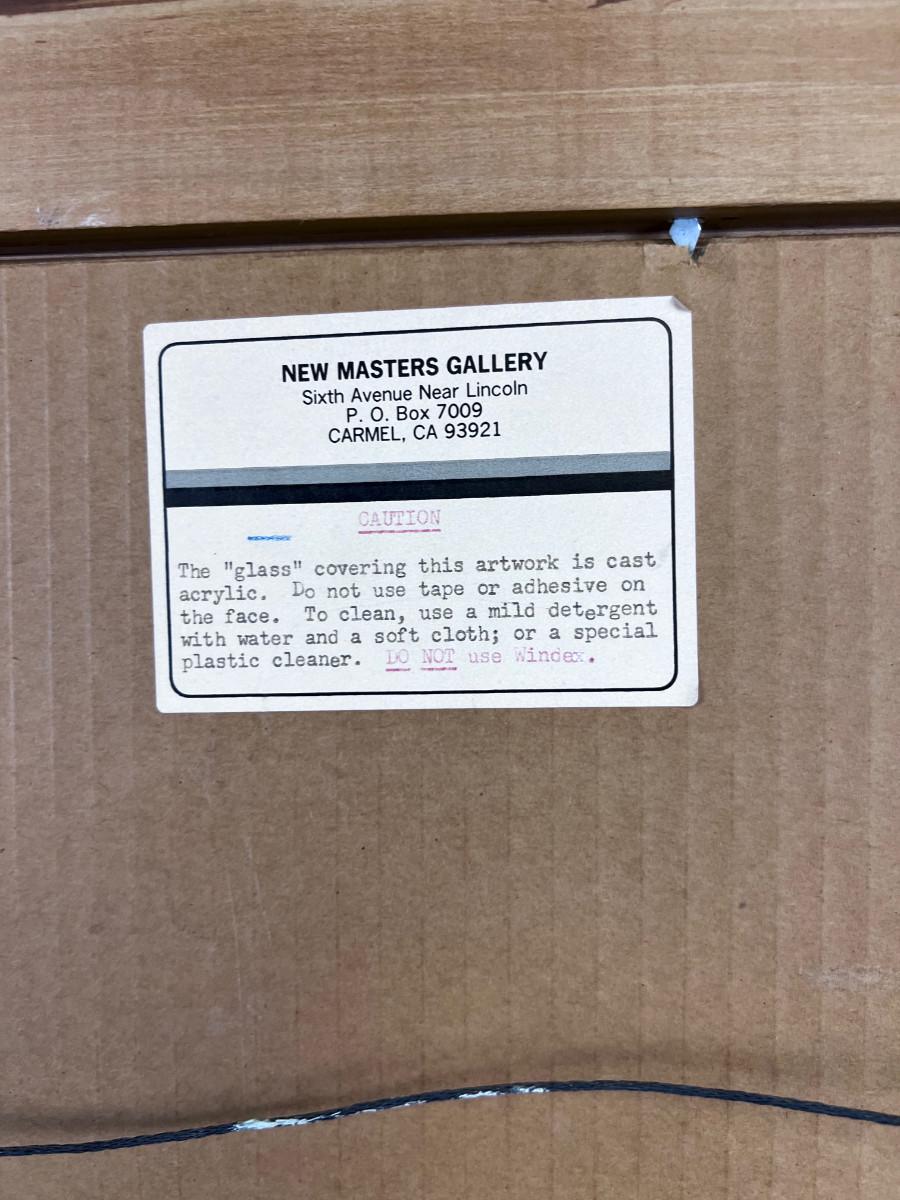 NEW MASTERS GALLERY
Sixth Avenue Near Lincoln
P. O. Box 7009
CARMEL, CA 93921
CAUTION
The "glass" covering this artwork is cast
acrylic. Do not use tape or adhesive on
the face. To clean, use a mild detergent
with water and a soft cloth; or a special
plastic cleaner. DO NOT use Windex.